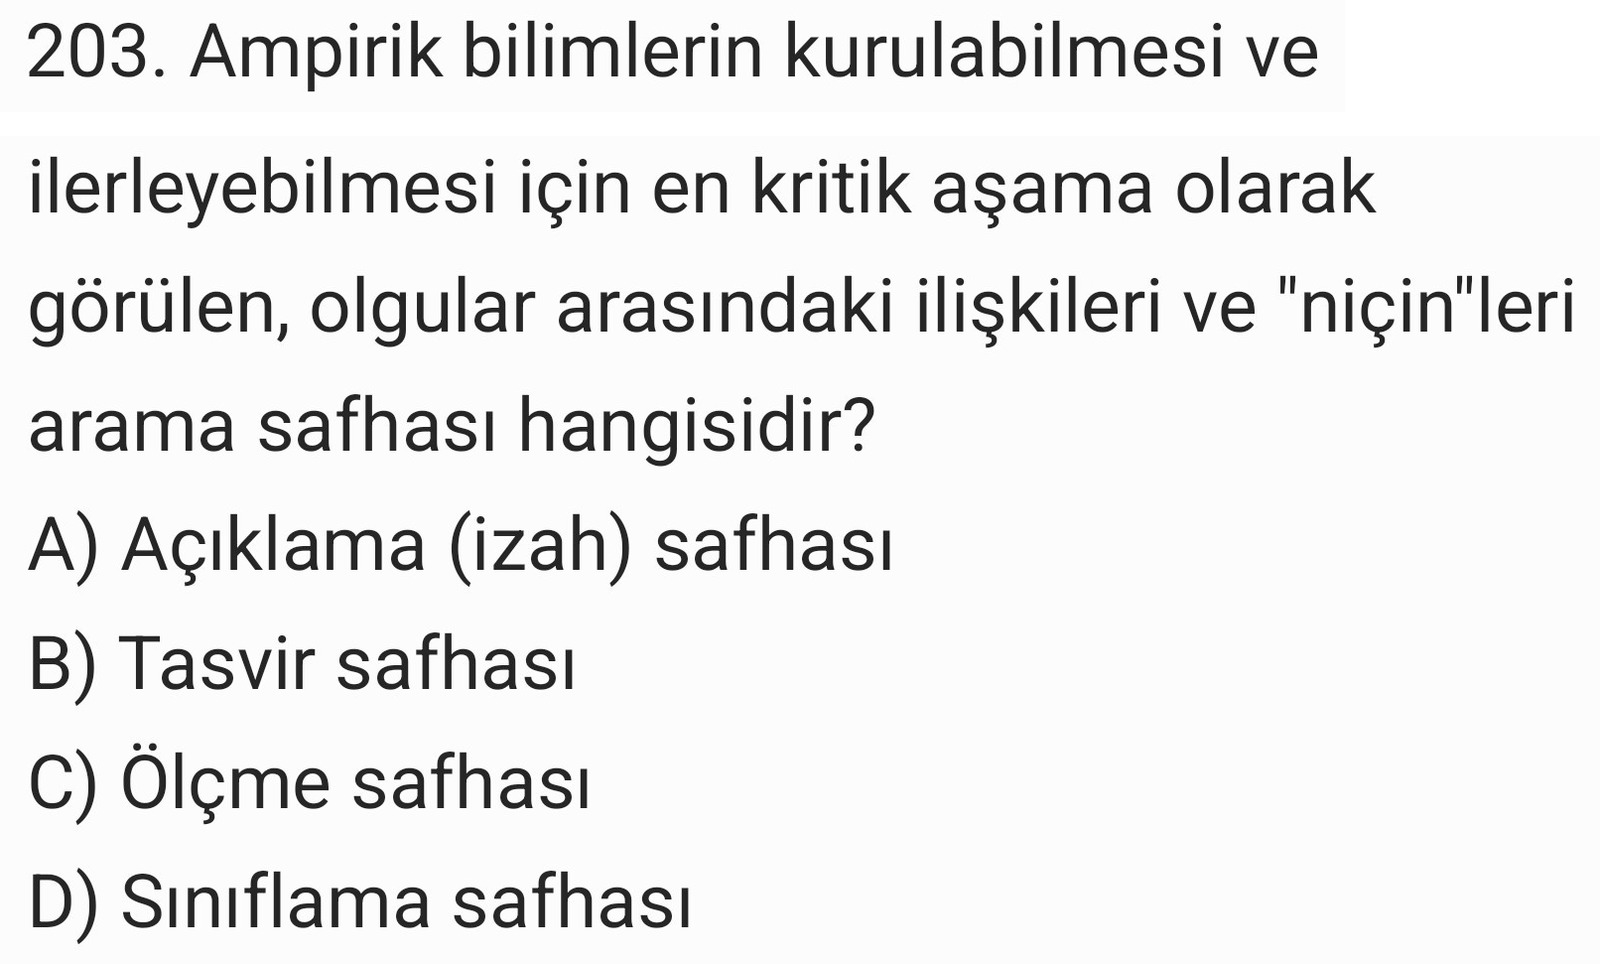 203. Ampirik bilimlerin kurulabilmesi ve
ilerleyebilmesi için en kritik aşama olarak
görülen, olgular arasındaki ilişkileri ve "niçin"leri
arama safhası hangisidir?
A) Açıklama (izah) safhası
B) Tasvir safhası
C) Ölçme safhası
D) Sınıflama safhası